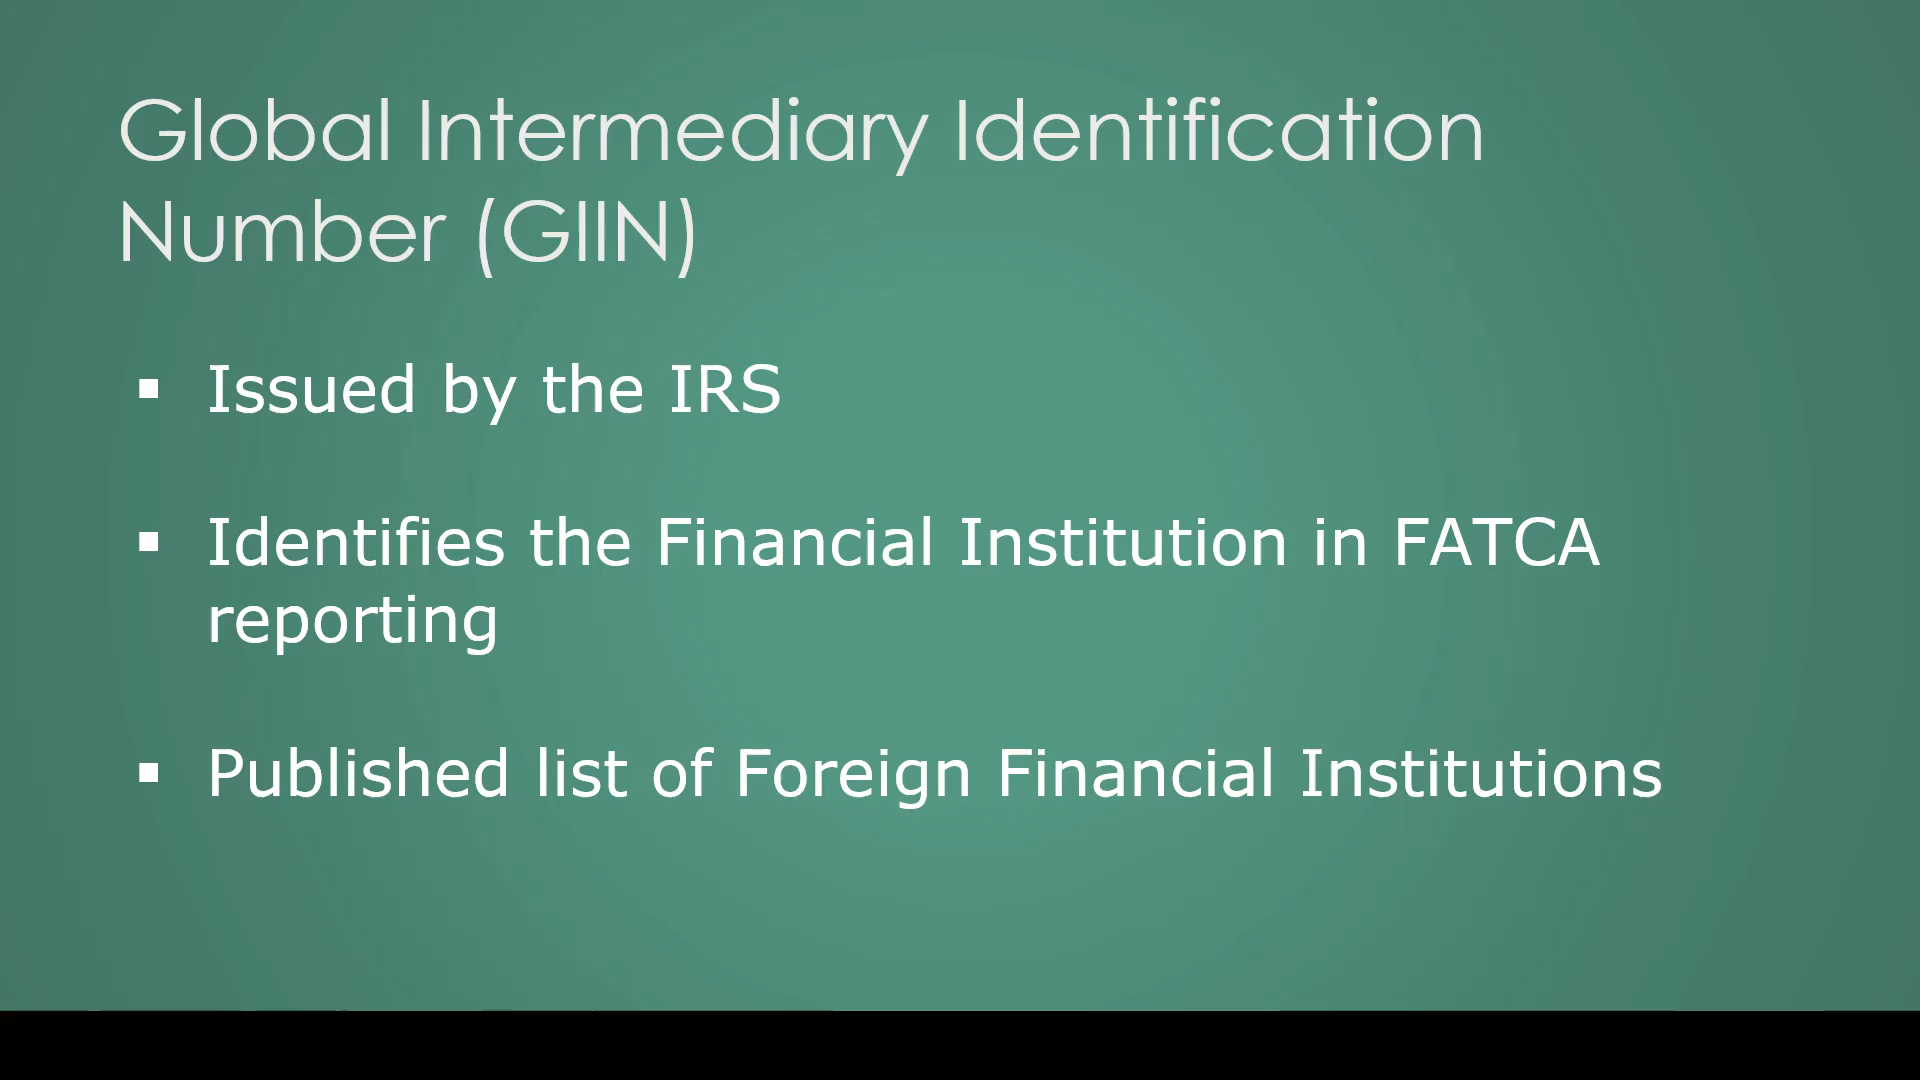 Global Intermediary Identification
Number (GIIN)
▪ Issued by the IRS
▪ Identifies the Financial Institution in FATCA
reporting
▪ Published list of Foreign Financial Institutions